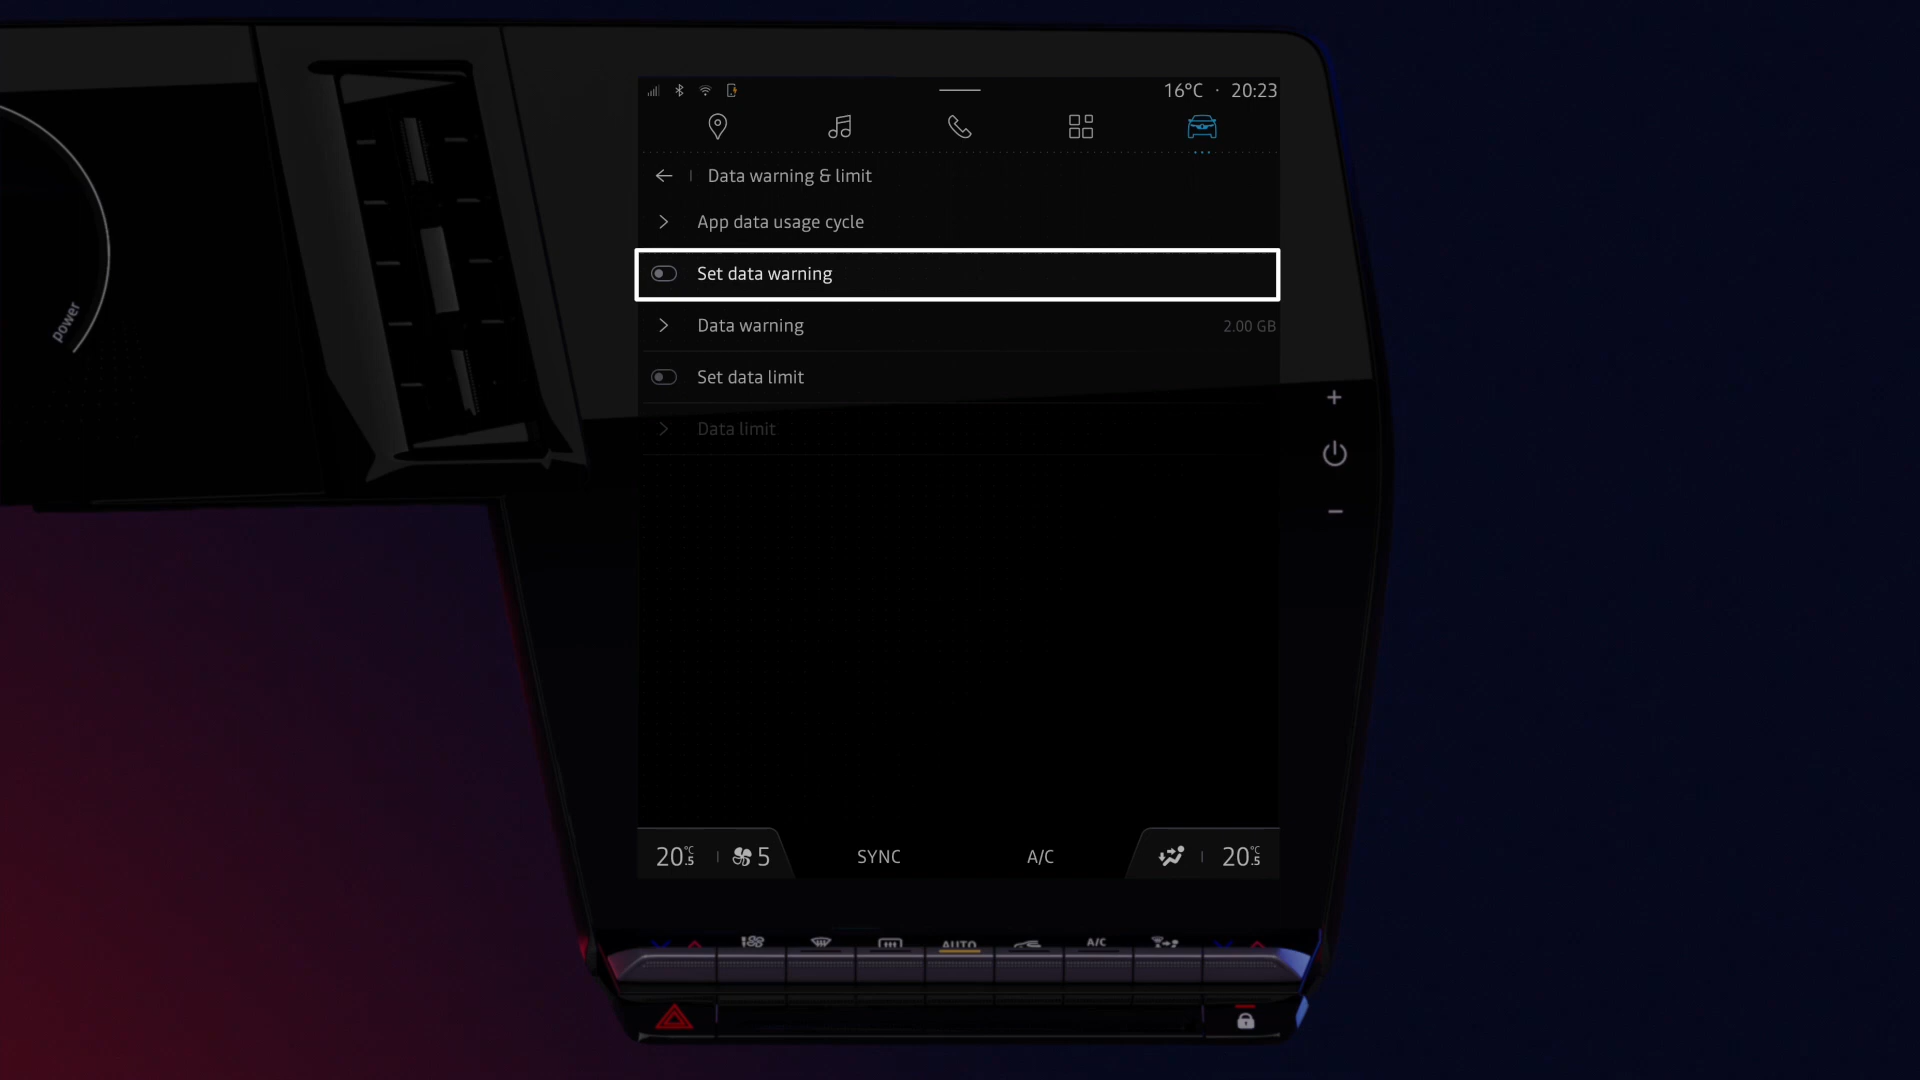 16°C · 20:23
Data warning & limit
App data usage cycle
Set data warning
Data warning 2.00 GB
Set data limit
Data limit
power
20.5°C 5 SYNC A/C 20.5°C
AUTO A/C